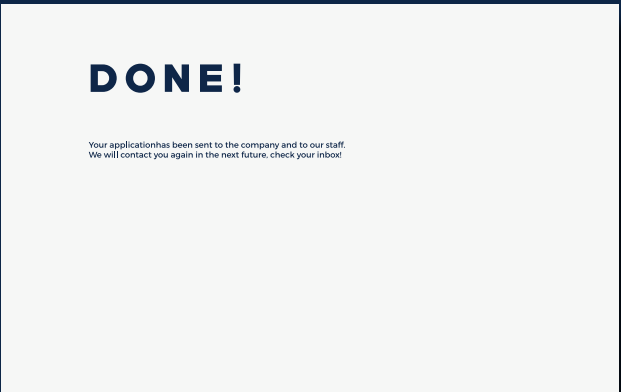 DONE!
Your applicationhas been sent to the company and to our staff.
We will contact you again in the next future, check your inbox!